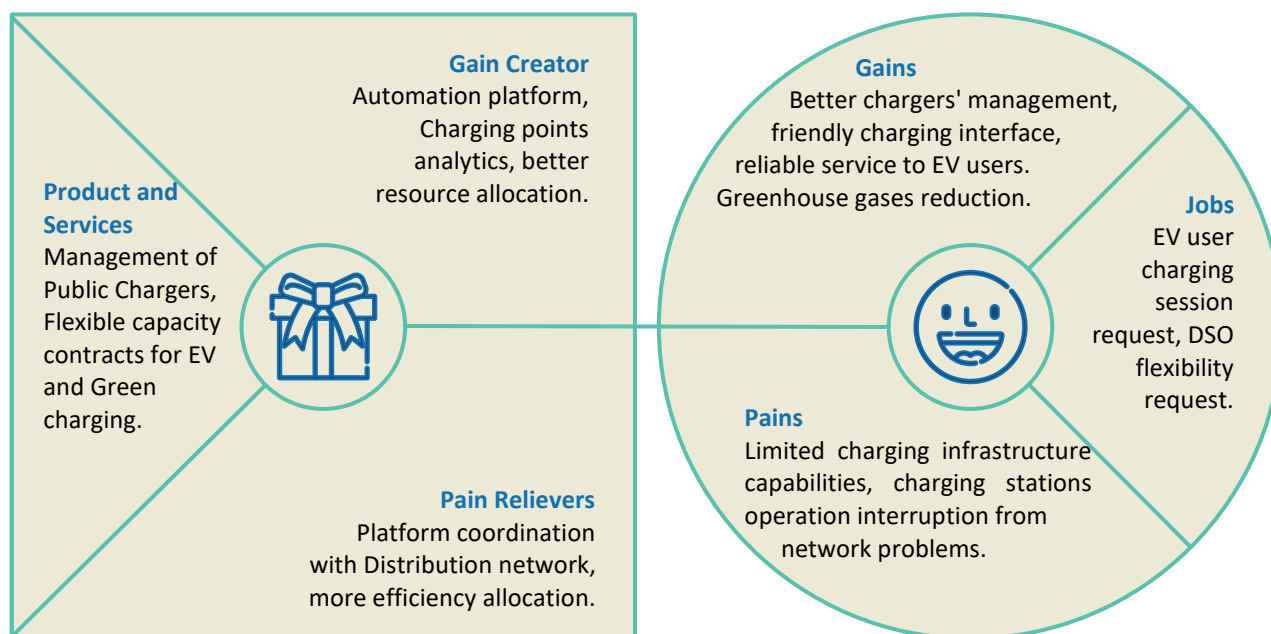 Gain Creator
Automation platform,
Charging points
analytics, better
resource allocation.
Product and
Services
Management of
Public Chargers,
Flexible capacity
contracts for EV
and Green
charging.
Pain Relievers
Platform coordination
with Distribution network,
more efficiency allocation.
Gains
Better chargers' management,
friendly charging interface,
reliable service to EV users.
Greenhouse gases reduction.
Jobs
EV user
charging
session
request, DSO
flexibility
request.
Pains
Limited charging infrastructure
capabilities, charging stations
operation interruption from
network problems.